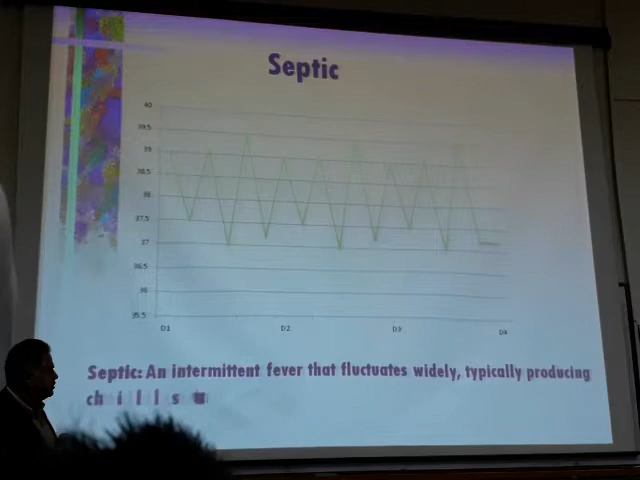 Septic
40
39.5
39
38.5
38
37.5
37
36.5
36
35.5
D1 D2 D3 D4
Septic: An intermittent fever that fluctuates widely, typically producing
chills